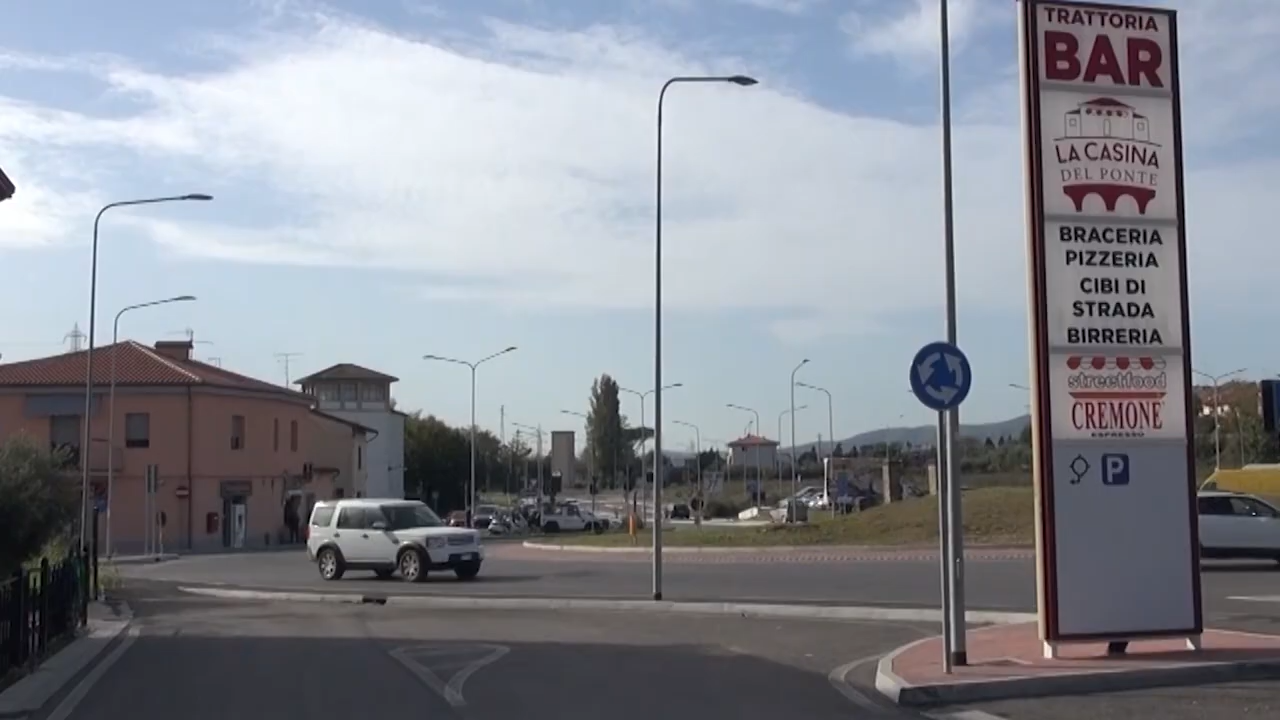 TRATTORIA
BAR
LA CASINA
DEL PONTE
BRACERIA
PIZZERIA
CIBI DI
STRADA
BIRRERIA
streetfood
CREMONE
ESPRESSO
P